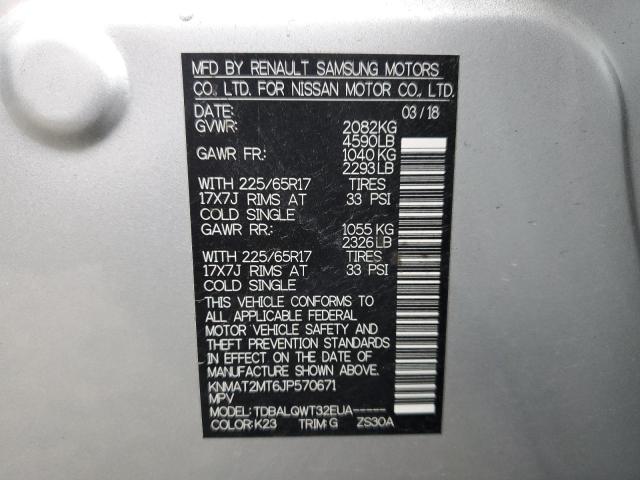 MFD BY RENAULT SAMSUNG MOTORS
CO., LTD. FOR NISSAN MOTOR CO., LTD.
DATE: 03/18
GVWR: 2082KG
4590LB
GAWR FR: 1040 KG
2293 LB
WITH 225/65R17 TIRES
17X7J RIMS AT 33 PSI
COLD SINGLE
GAWR RR: 1055 KG
2326 LB
WITH 225/65R17 TIRES
17X7J RIMS AT 33 PSI
COLD SINGLE
THIS VEHICLE CONFORMS TO
ALL APPLICABLE FEDERAL
MOTOR VEHICLE SAFETY AND
THEFT PREVENTION STANDARDS
IN EFFECT ON THE DATE OF
MANUFACTURE SHOWN ABOVE.
KNMAT2MT6JP570671
MPV
MODEL: TDBALQWT32EUA-----
COLOR: K23 TRIM: G ZS30A